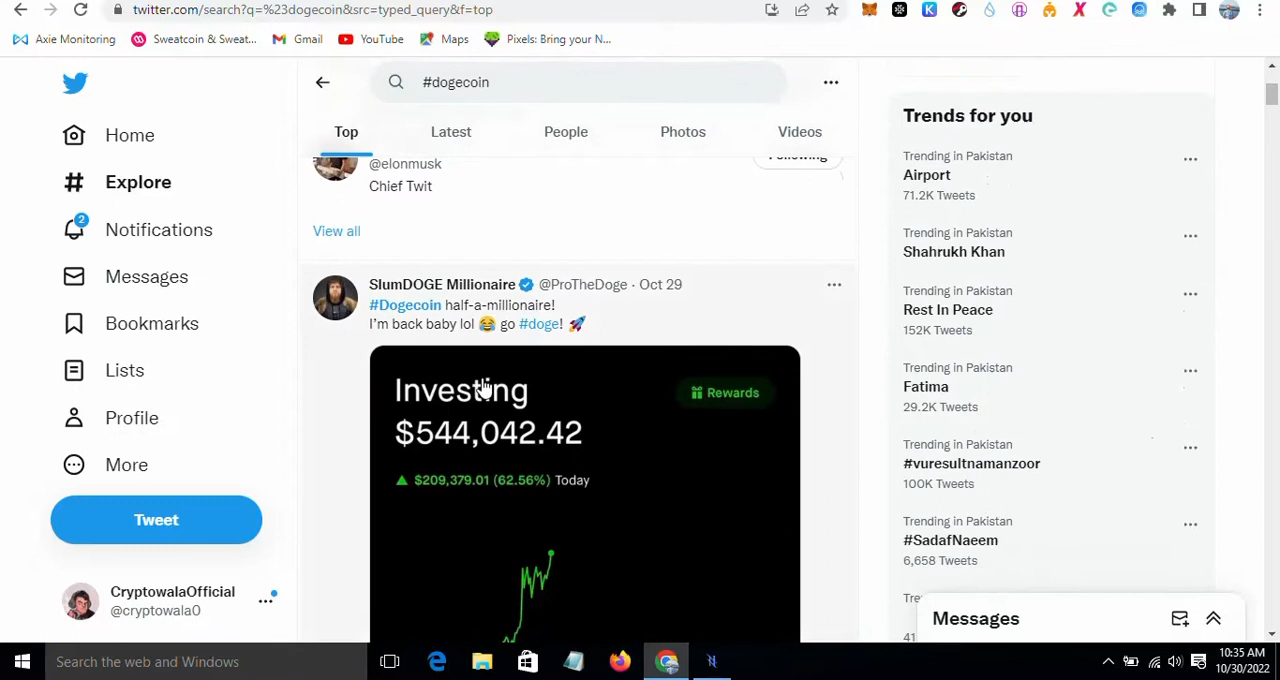 twitter.com/search?q=%23dogecoin&src=typed_query&f=top
Axie Monitoring
Sweatcoin & Sweat...
Gmail
YouTube
Maps
Pixels: Bring your N...
Home
Explore
2
Notifications
Messages
Bookmarks
Lists
Profile
More
Tweet
CryptowalaOfficial
@cryptowala0
#dogecoin
Top
Latest
People
Photos
Videos
@elonmusk
Following
Chief Twit
View all
SlumDOGE Millionaire @ProTheDoge · Oct 29
#Dogecoin half-a-millionaire!
I'm back baby lol 😂 go #doge! 🚀
Investing
Rewards
$544,042.42
▲ $209,379.01 (62.56%) Today
Trends for you
Trending in Pakistan
Airport
71.2K Tweets
Trending in Pakistan
Shahrukh Khan
Trending in Pakistan
Rest In Peace
152K Tweets
Trending in Pakistan
Fatima
29.2K Tweets
Trending in Pakistan
#vuresultnamanzoor
100K Tweets
Trending in Pakistan
#SadafNaeem
6,658 Tweets
Messages
Search the web and Windows
10:35 AM
10/30/2022